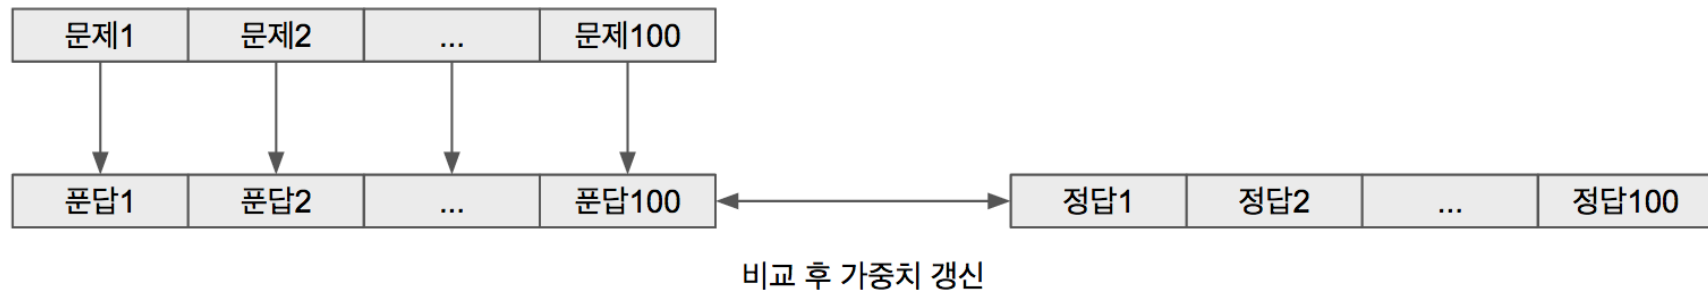 문제1 문제2 ... 문제100
푼답1 푼답2 ... 푼답100 정답1 정답2 ... 정답100
비교 후 가중치 갱신